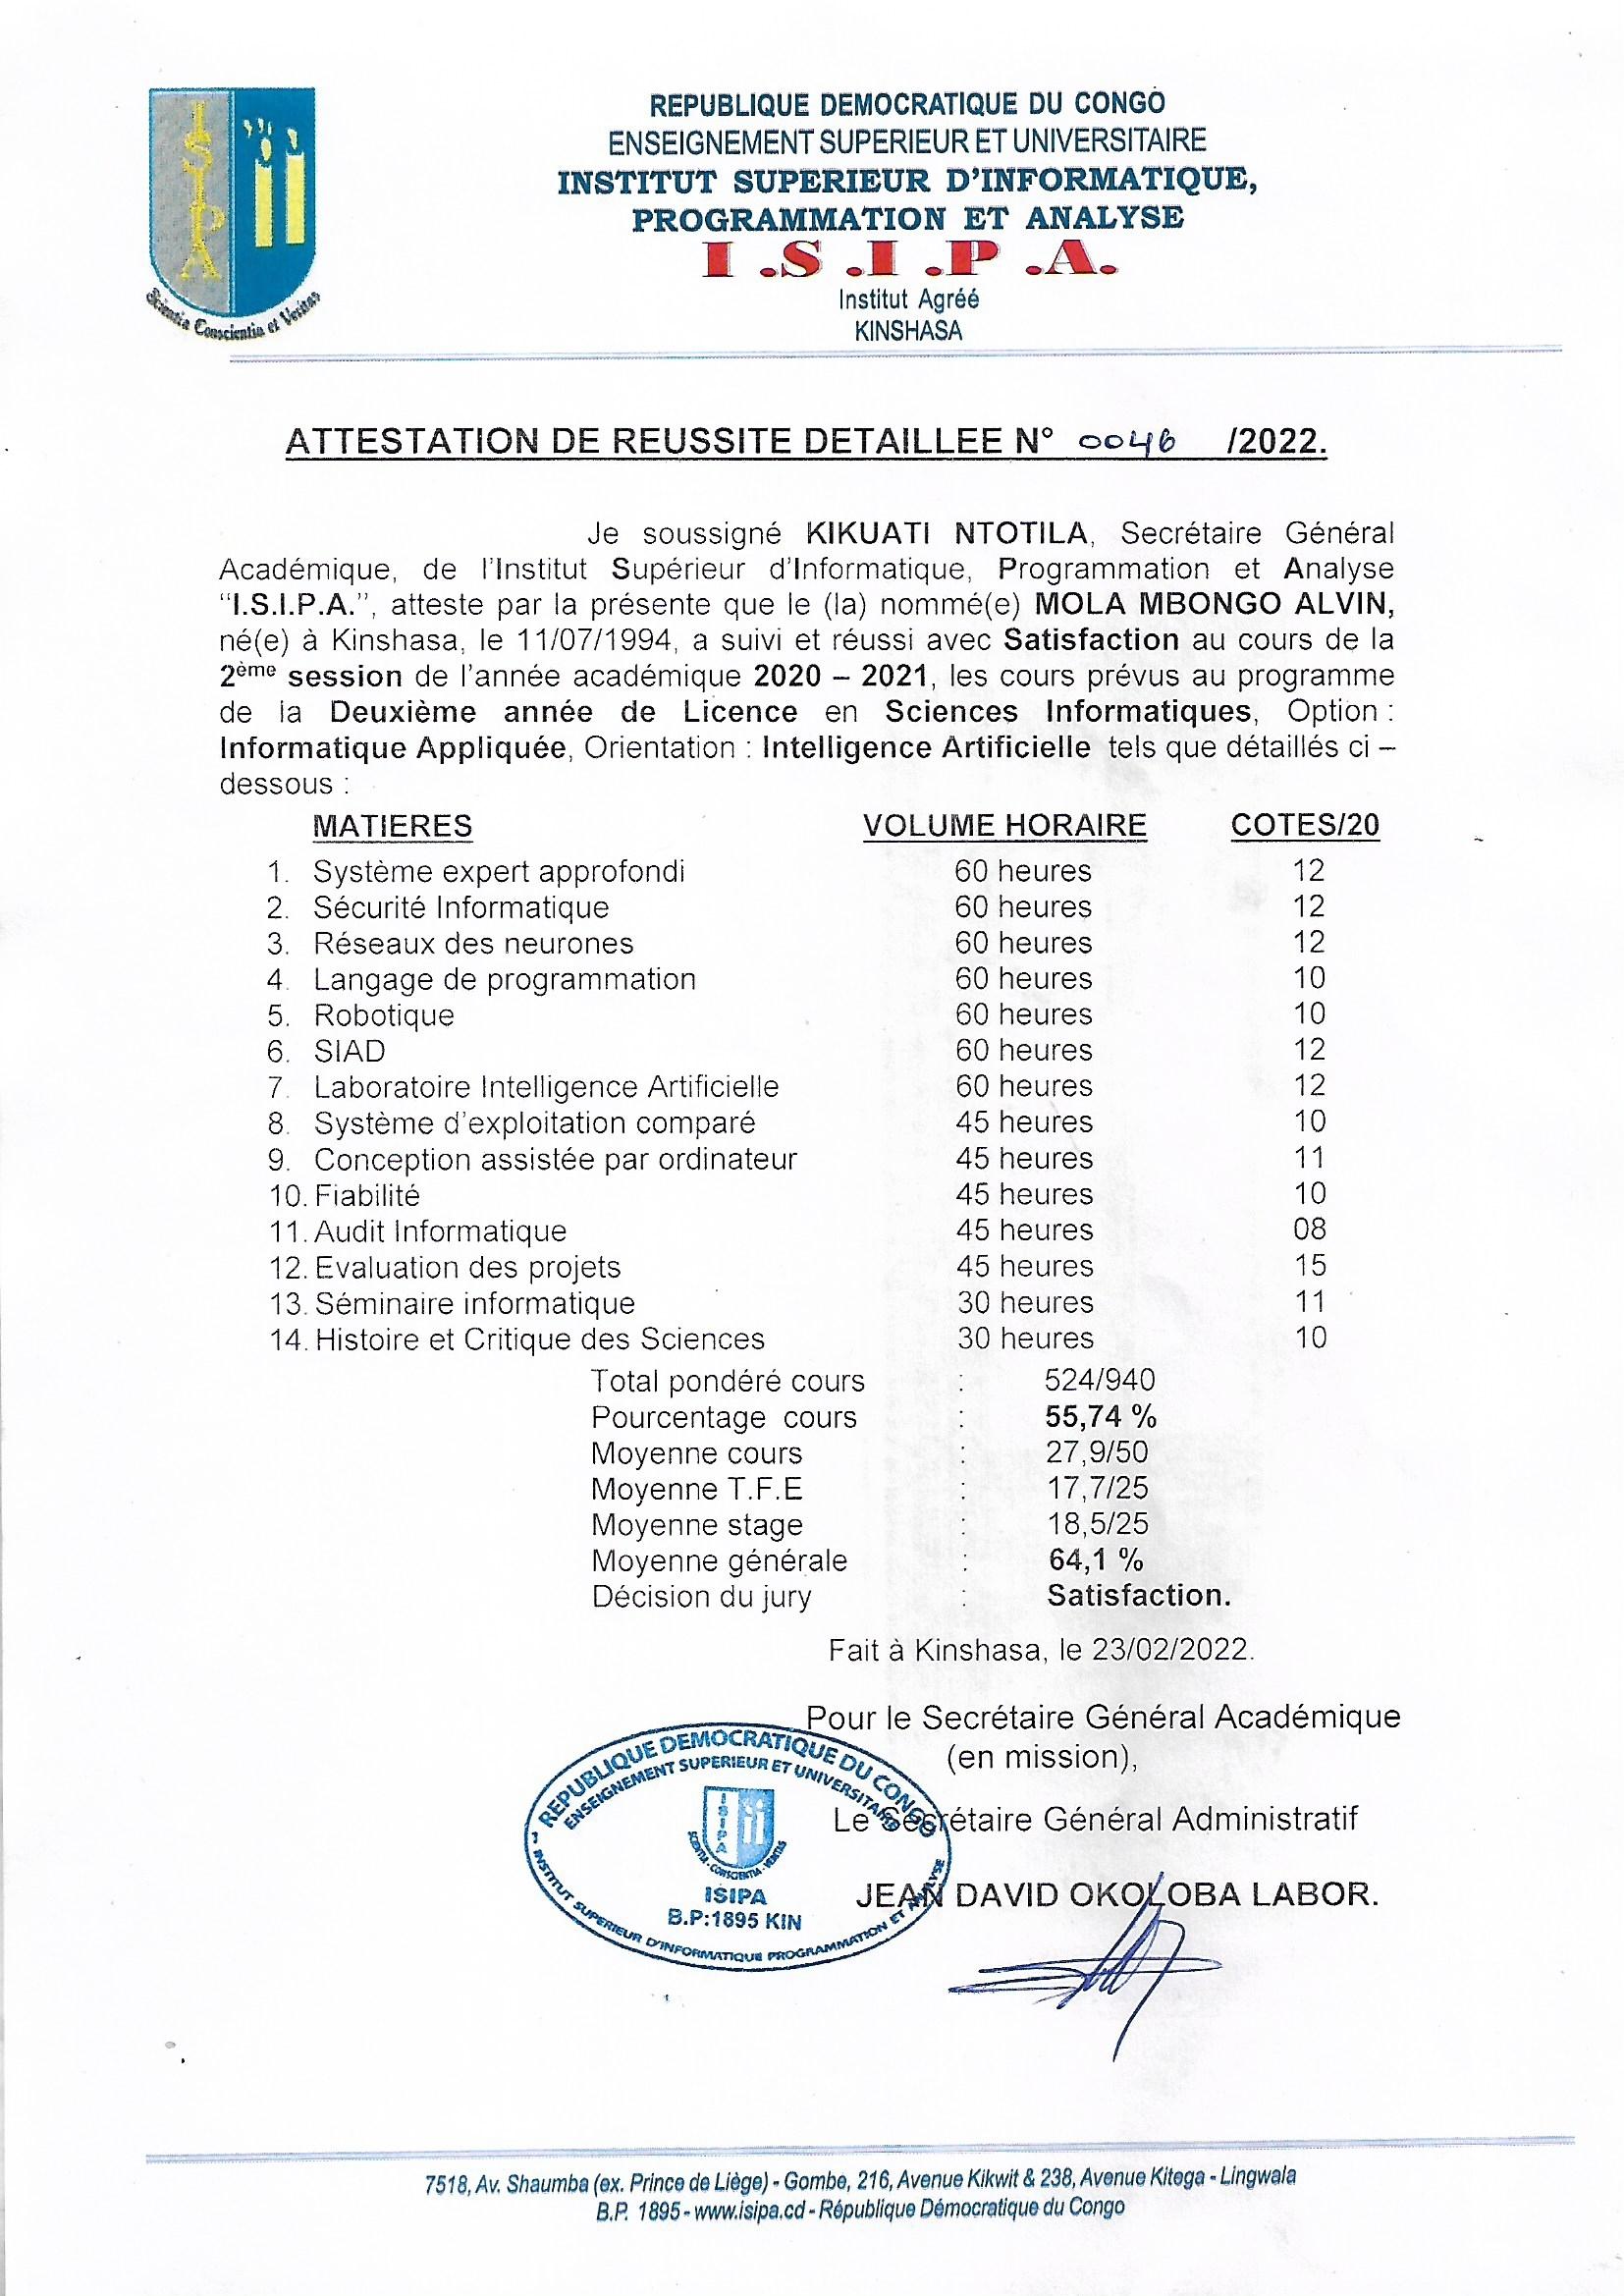 I
S
I
P
A
Scientia Conscientia et Veritas
REPUBLIQUE DEMOCRATIQUE DU CONGO
ENSEIGNEMENT SUPERIEUR ET UNIVERSITAIRE
INSTITUT SUPERIEUR D'INFORMATIQUE,
PROGRAMMATION ET ANALYSE
I.S.I.P.A.
Institut Agréé
KINSHASA
ATTESTATION DE REUSSITE DETAILLEE N° 0046 /2022.
Je soussigné KIKUATI NTOTILA, Secrétaire Général
Académique, de l'Institut Supérieur d'Informatique, Programmation et Analyse
"I.S.I.P.A.", atteste par la présente que le (la) nommé(e) MOLA MBONGO ALVIN,
né(e) à Kinshasa, le 11/07/1994, a suivi et réussi avec Satisfaction au cours de la
2ème session de l'année académique 2020 – 2021, les cours prévus au programme
de la Deuxième année de Licence en Sciences Informatiques, Option :
Informatique Appliquée, Orientation : Intelligence Artificielle tels que détaillés ci –
dessous :
MATIERES VOLUME HORAIRE COTES/20
1. Système expert approfondi 60 heures 12
2. Sécurité Informatique 60 heures 12
3. Réseaux des neurones 60 heures 12
4. Langage de programmation 60 heures 10
5. Robotique 60 heures 10
6. SIAD 60 heures 12
7. Laboratoire Intelligence Artificielle 60 heures 12
8. Système d'exploitation comparé 45 heures 10
9. Conception assistée par ordinateur 45 heures 11
10. Fiabilité 45 heures 10
11. Audit Informatique 45 heures 08
12. Evaluation des projets 45 heures 15
13. Séminaire informatique 30 heures 11
14. Histoire et Critique des Sciences 30 heures 10
Total pondéré cours : 524/940
Pourcentage cours : 55,74 %
Moyenne cours : 27,9/50
Moyenne T.F.E : 17,7/25
Moyenne stage : 18,5/25
Moyenne générale : 64,1 %
Décision du jury : Satisfaction.
Fait à Kinshasa, le 23/02/2022.
Pour le Secrétaire Général Académique
(en mission),
Le Secrétaire Général Administratif
JEAN DAVID OKOLOBA LABOR.
REPUBLIQUE DEMOCRATIQUE DU CONGO
ENSEIGNEMENT SUPERIEUR ET UNIVERSITAIRE
I
S
I
P
A
SCIENTIA - CONSCIENTIA - VERITAS
ISIPA
B.P:1895 KIN
INSTITUT SUPERIEUR D'INFORMATIQUE PROGRAMMATION ET ANALYSE
7518, Av. Shaumba (ex. Prince de Liège) - Gombe, 216, Avenue Kikwit & 238, Avenue Kitega - Lingwala
B.P. 1895 - www.isipa.cd - République Démocratique du Congo